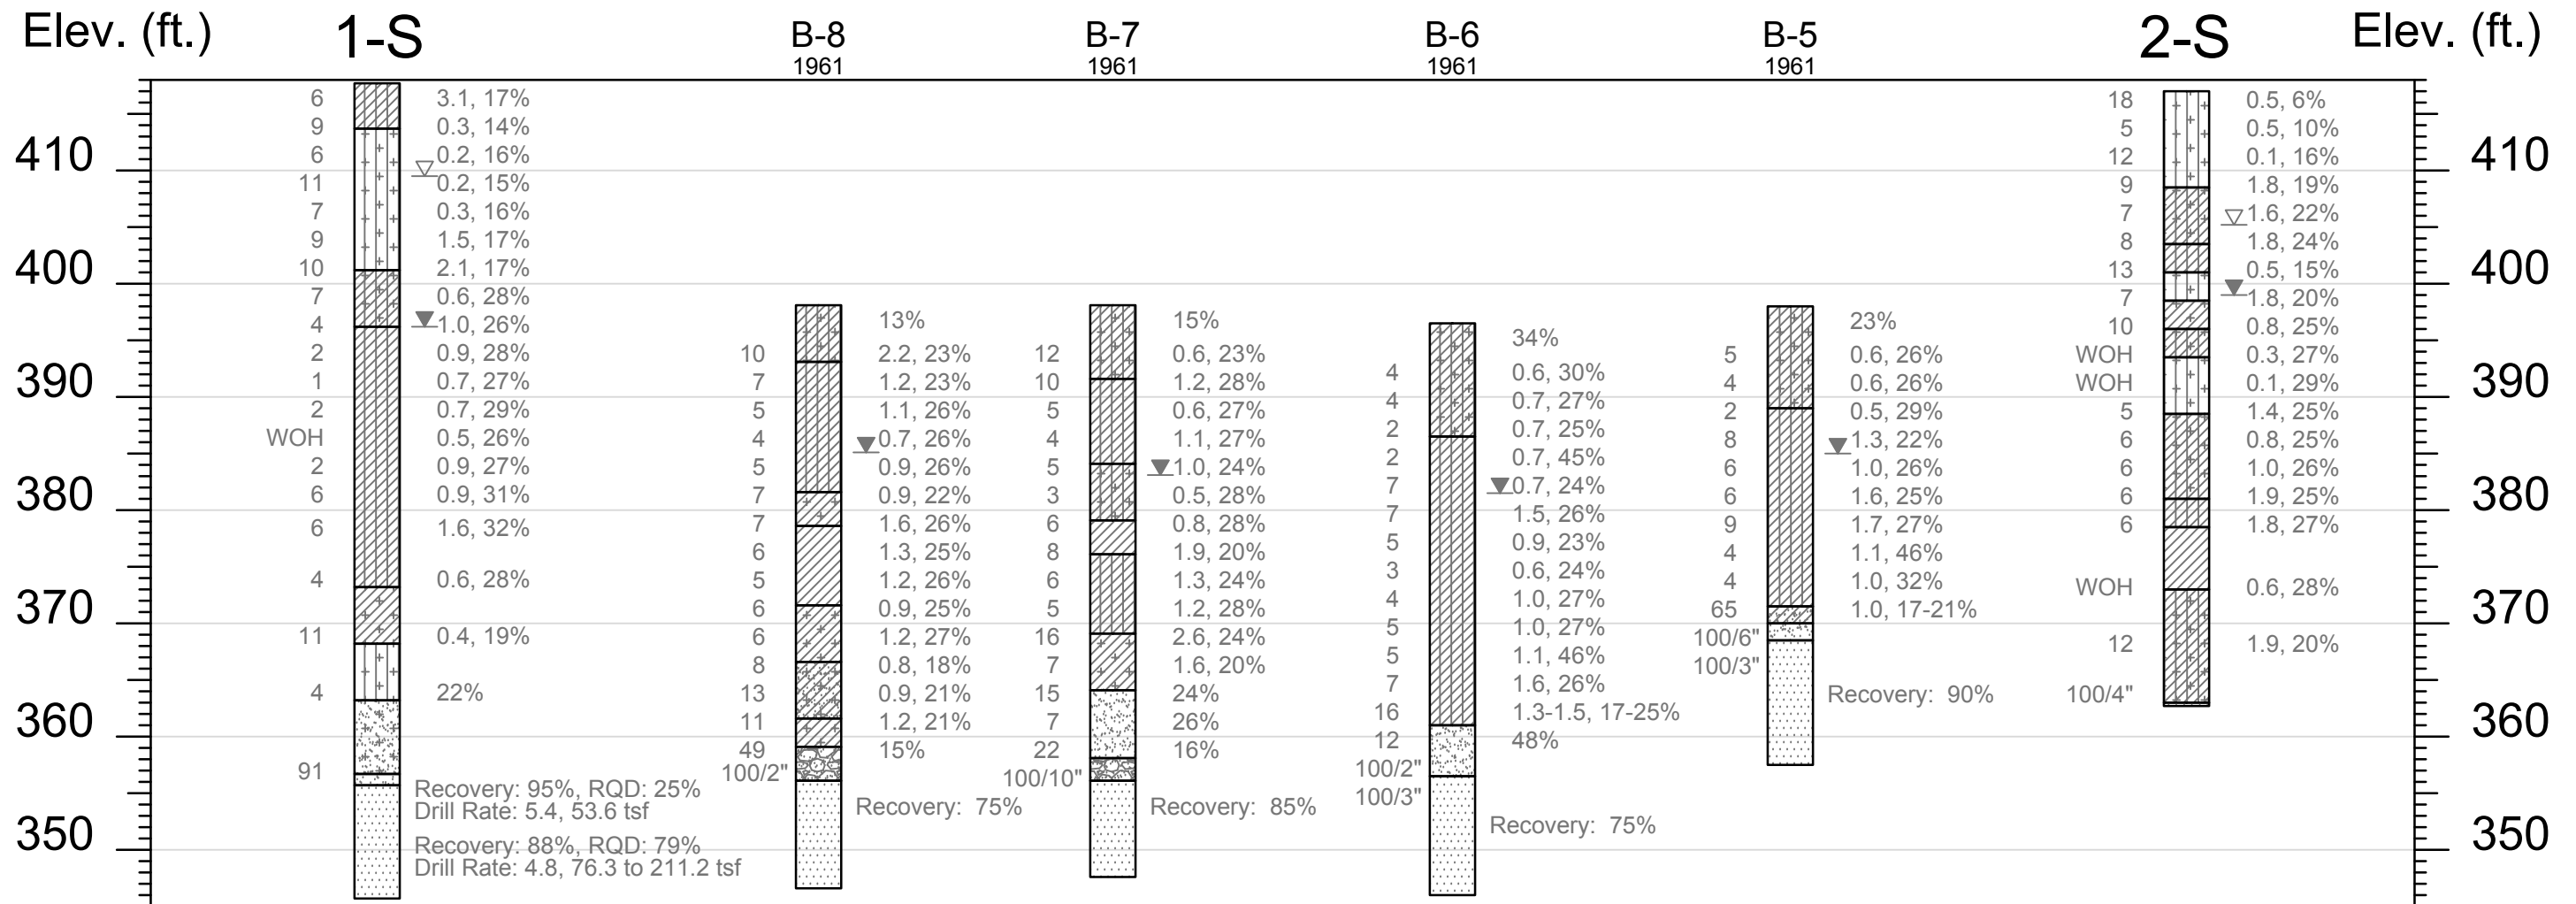 Elev. (ft.) 1-S B-8 B-7 B-6 B-5 2-S Elev. (ft.)
1961 1961 1961 1961
410
400
390
380
370
360
350
6 3.1, 17%
9 0.3, 14%
6 0.2, 16%
11 0.2, 15%
7 0.3, 16%
9 1.5, 17%
10 2.1, 17%
7 0.6, 28%
4 1.0, 26%
2 0.9, 28%
1 0.7, 27%
2 0.7, 29%
WOH 0.5, 26%
2 0.9, 27%
6 0.9, 31%
6 1.6, 32%
4 0.6, 28%
11 0.4, 19%
4 22%
91
Recovery: 95%, RQD: 25%
Drill Rate: 5.4, 53.6 tsf
Recovery: 88%, RQD: 79%
Drill Rate: 4.8, 76.3 to 211.2 tsf
13%
10 2.2, 23%
7 1.2, 23%
5 1.1, 26%
4 0.7, 26%
5 0.9, 26%
7 0.9, 22%
7 1.6, 26%
6 1.3, 25%
5 1.2, 26%
6 0.9, 25%
6 1.2, 27%
8 0.8, 18%
13 0.9, 21%
11 1.2, 21%
49 15%
100/2"
Recovery: 75%
15%
12 0.6, 23%
10 1.2, 28%
5 0.6, 27%
4 1.1, 27%
5 1.0, 24%
3 0.5, 28%
6 0.8, 28%
8 1.9, 20%
6 1.3, 24%
5 1.2, 28%
16 2.6, 24%
7 1.6, 20%
15 24%
7 26%
22 16%
100/10"
Recovery: 85%
34%
4 0.6, 30%
4 0.7, 27%
2 0.7, 25%
2 0.7, 45%
7 0.7, 24%
7 1.5, 26%
5 0.9, 23%
3 0.6, 24%
4 1.0, 27%
5 1.0, 27%
5 1.1, 46%
7 1.6, 26%
16 1.3-1.5, 17-25%
12 48%
100/2"
100/3"
Recovery: 75%
23%
5 0.6, 26%
4 0.6, 26%
2 0.5, 29%
8 1.3, 22%
6 1.0, 26%
6 1.6, 25%
9 1.7, 27%
4 1.1, 46%
4 1.0, 32%
65 1.0, 17-21%
100/6"
100/3"
Recovery: 90%
18 0.5, 6%
5 0.5, 10%
12 0.1, 16%
9 1.8, 19%
7 1.6, 22%
8 1.8, 24%
13 0.5, 15%
7 1.8, 20%
10 0.8, 25%
WOH 0.3, 27%
WOH 0.1, 29%
5 1.4, 25%
6 0.8, 25%
6 1.0, 26%
6 1.9, 25%
6 1.8, 27%
WOH 0.6, 28%
12 1.9, 20%
100/4"
410
400
390
380
370
360
350